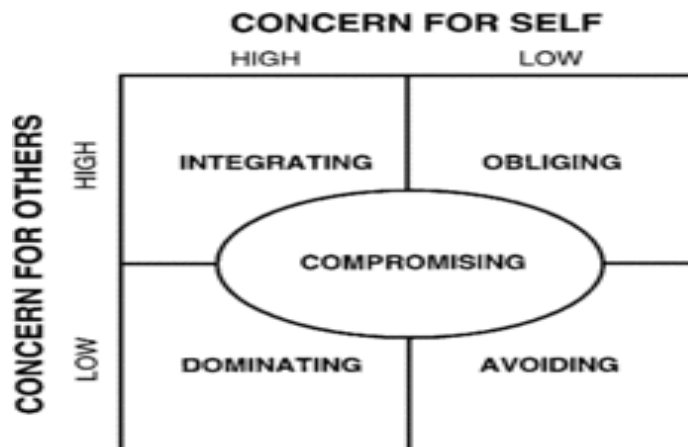 CONCERN FOR SELF
HIGH LOW
CONCERN FOR OTHERS
HIGH
INTEGRATING OBLIGING
COMPROMISING
LOW
DOMINATING AVOIDING